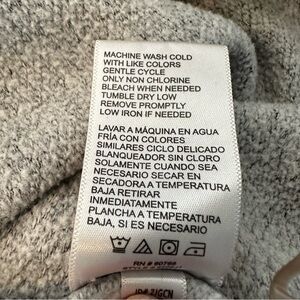 MACHINE WASH COLD
WITH LIKE COLORS
GENTLE CYCLE
ONLY NON CHLORINE
BLEACH WHEN NEEDED
TUMBLE DRY LOW
REMOVE PROMPTLY
LOW IRON IF NEEDED
LAVAR A MÁQUINA EN AGUA
FRÍA CON COLORES
SIMILARES CICLO DELICADO
BLANQUEADOR SIN CLORO
SOLAMENTE CUANDO SEA
NECESARIO SECAR EN
SECADORA A TEMPERATURA
BAJA RETIRAR
INMEDIATAMENTE
PLANCHA A TEMPERATURA
BAJA, SI ES NECESARIO
RN #